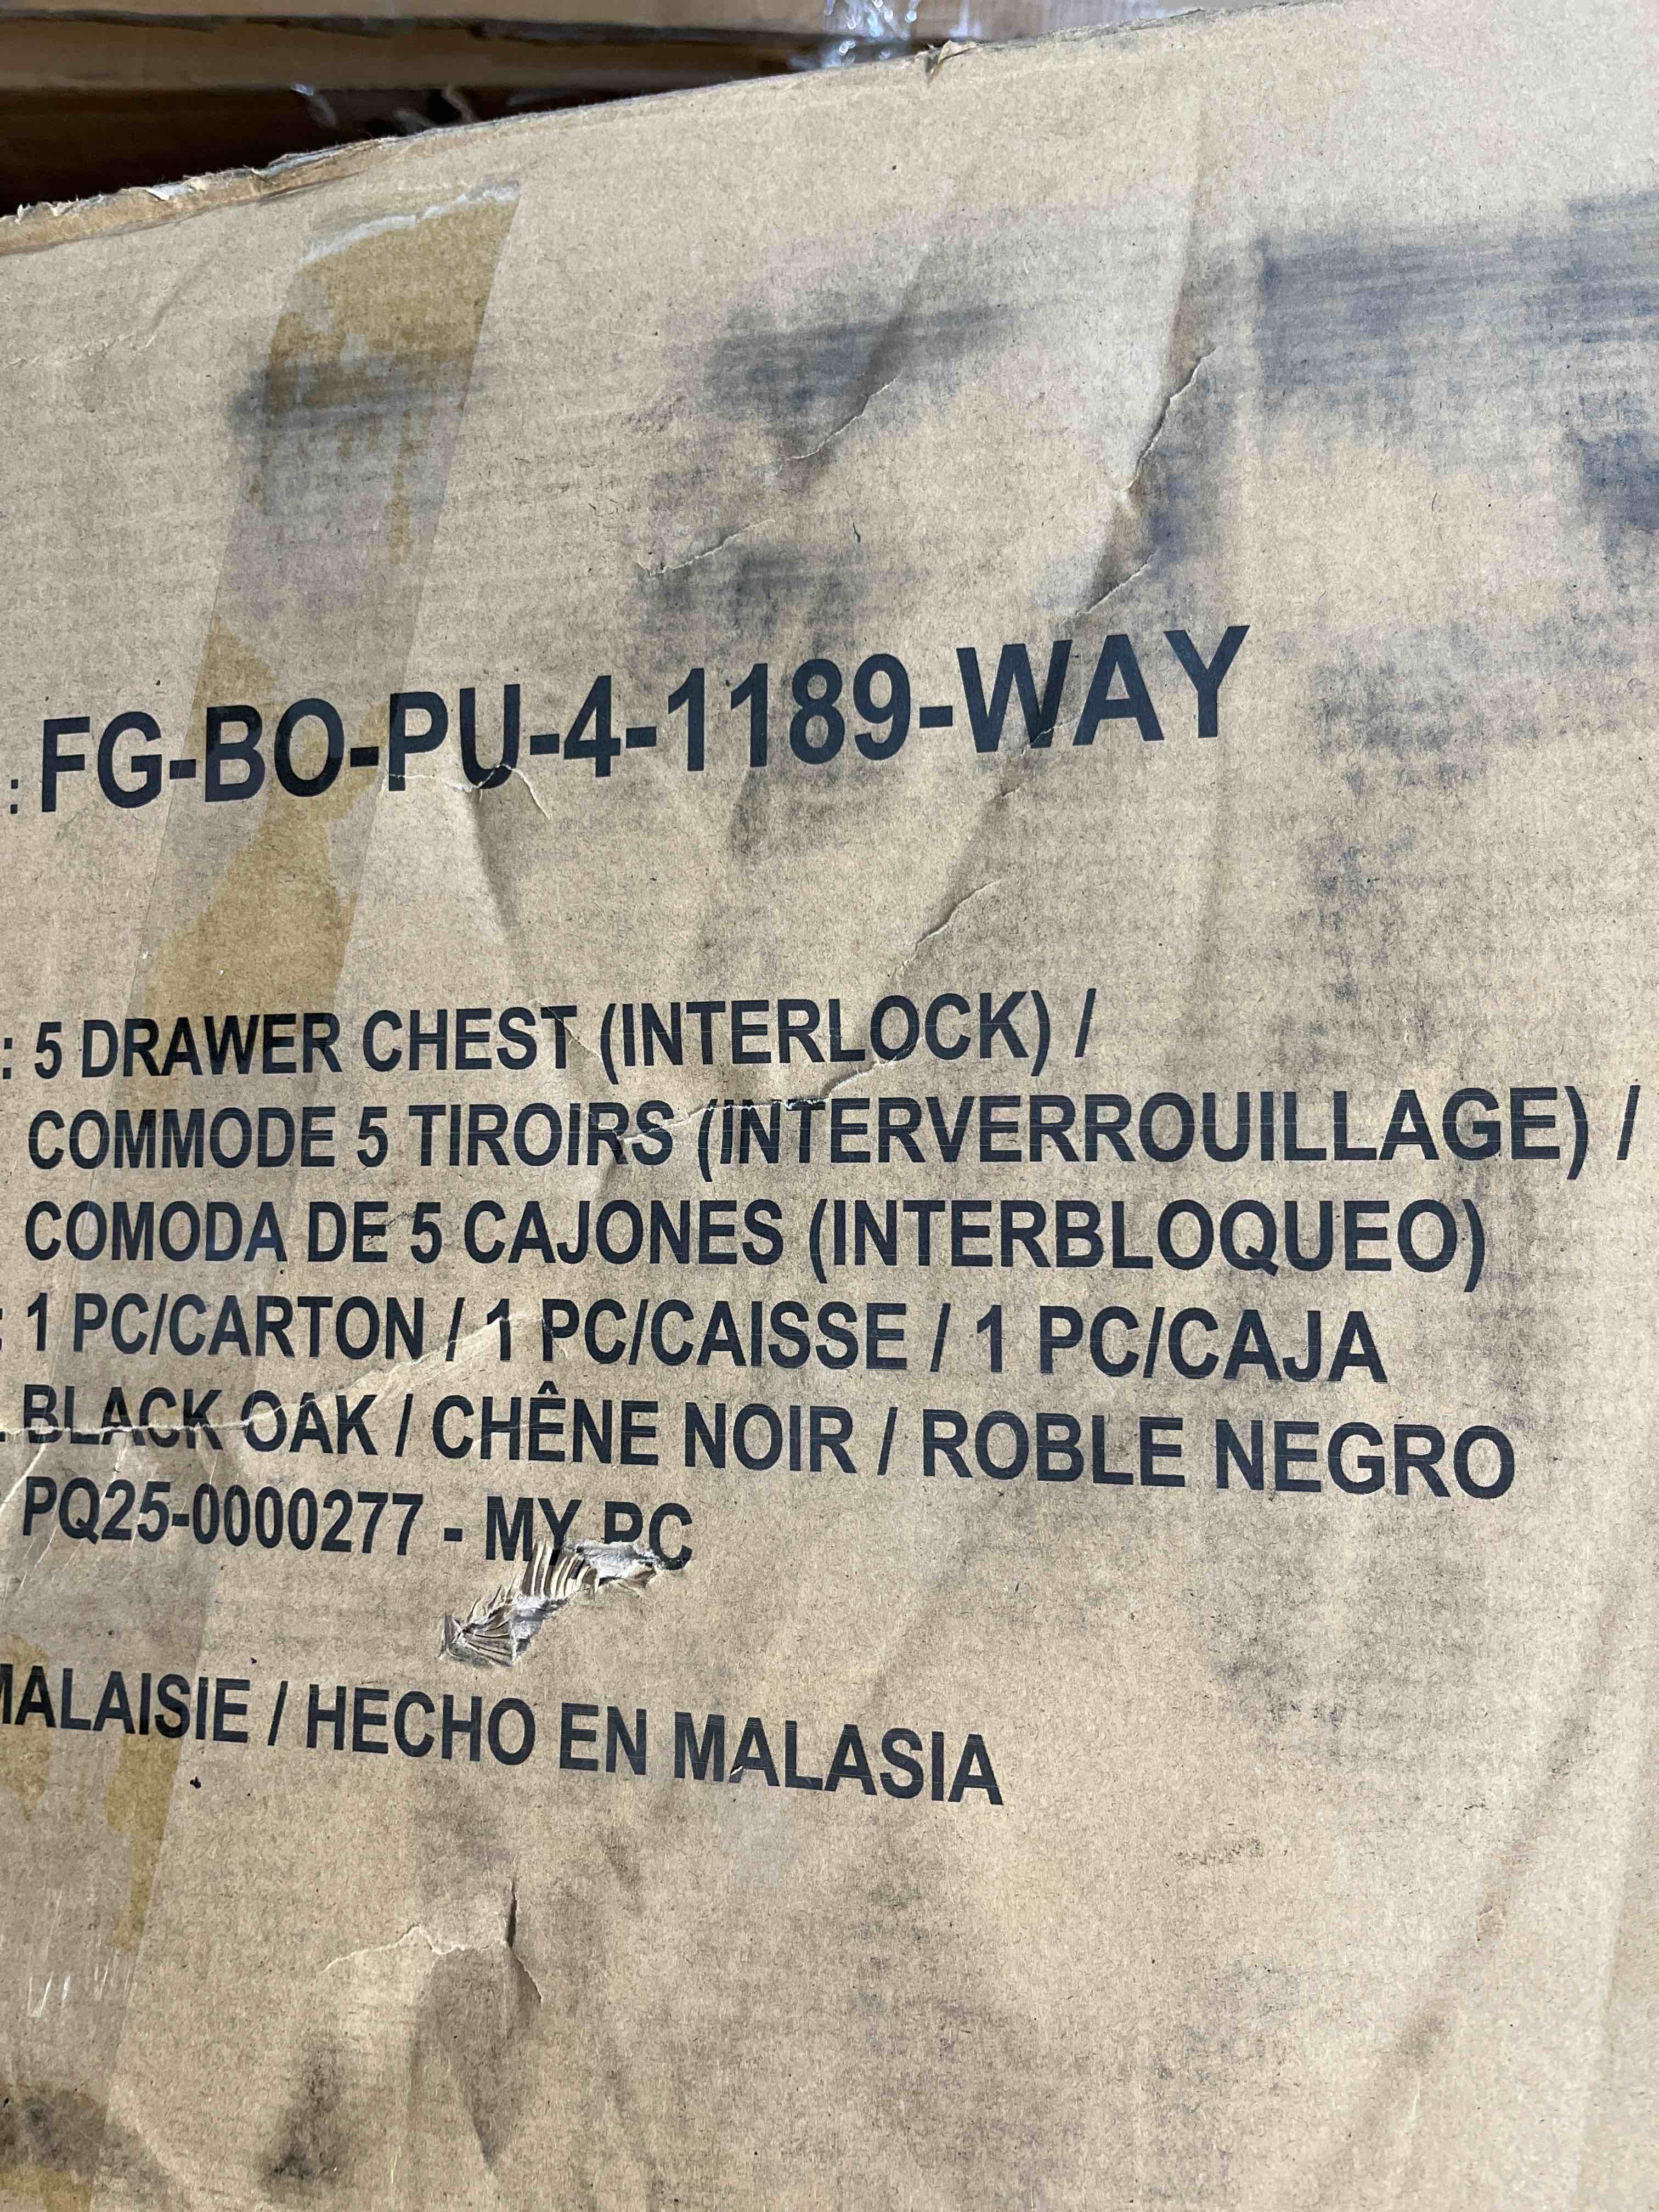 : FG-BO-PU-4-1189-WAY
: 5 DRAWER CHEST (INTERLOCK) /
COMMODE 5 TIROIRS (INTERVERROUILLAGE) /
COMODA DE 5 CAJONES (INTERBLOQUEO)
: 1 PC/CARTON / 1 PC/CAISSE / 1 PC/CAJA
: BLACK OAK / CHÊNE NOIR / ROBLE NEGRO
PQ25-0000277 - MY PC
MALAISIE / HECHO EN MALASIA